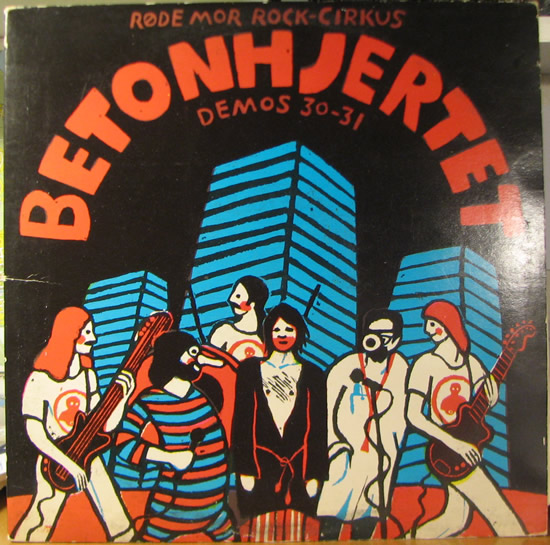 RØDE MOR ROCK-CIRKUS
BETONHJERTET
DEMOS 30-31